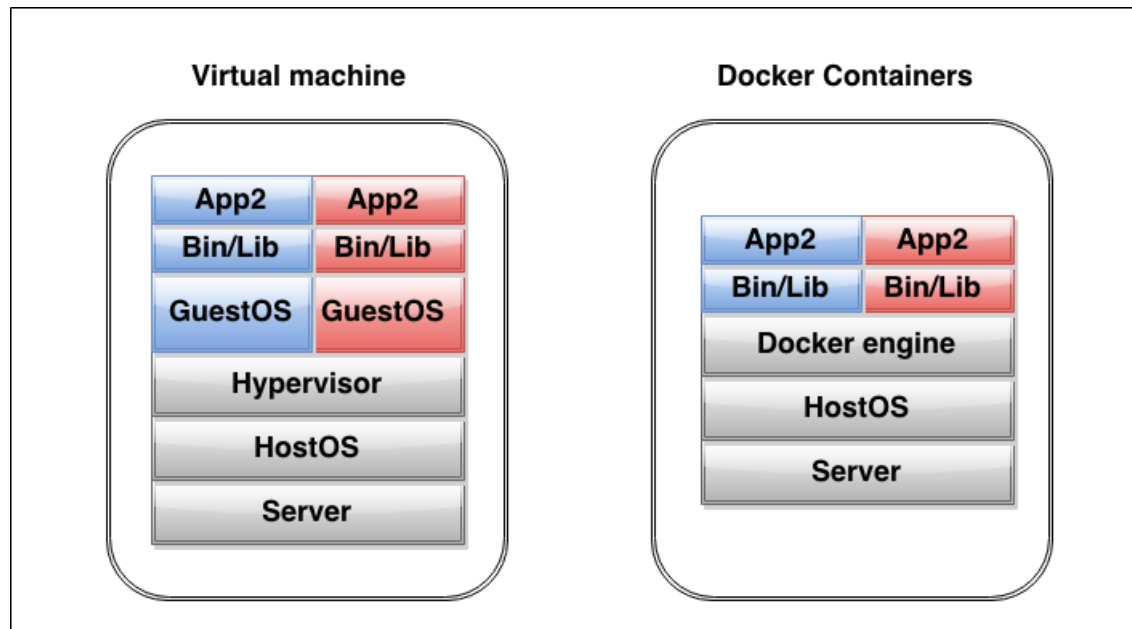 Virtual machine
App2 App2
Bin/Lib Bin/Lib
GuestOS GuestOS
Hypervisor
HostOS
Server
Docker Containers
App2 App2
Bin/Lib Bin/Lib
Docker engine
HostOS
Server